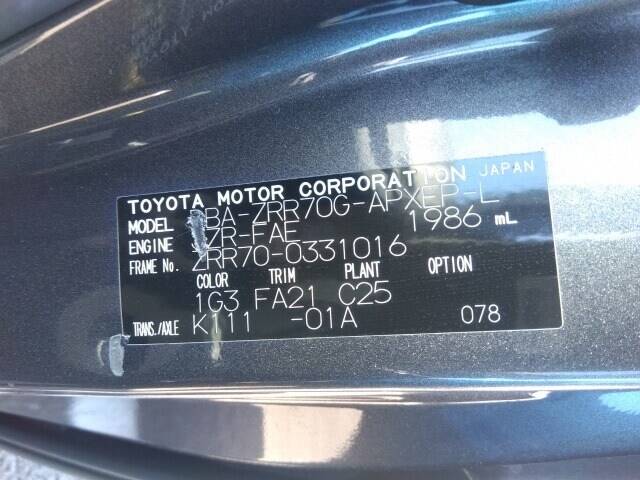 TOYOTA MOTOR CORPORATION JAPAN
MODEL DBA-ZRR70G-APXEP-L
ENGINE 3ZR-FAE 1986 mL
FRAME No. ZRR70-0331016
COLOR TRIM PLANT OPTION
1G3 FA21 C25
TRANS./AXLE K111 -01A 078